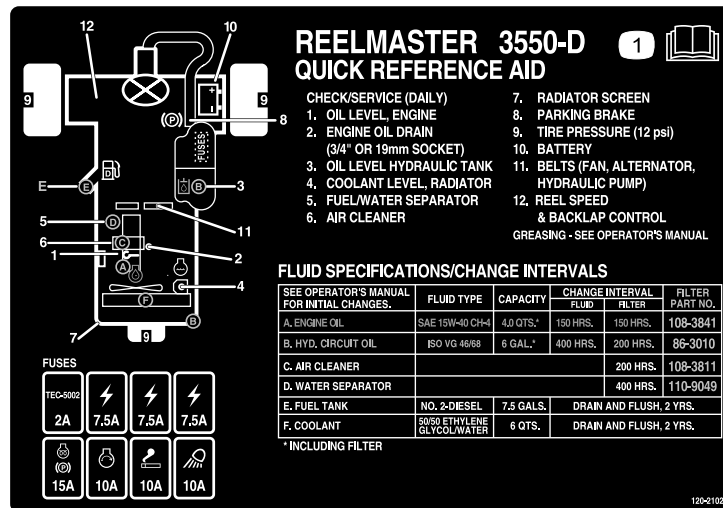 REELMASTER 3550-D
1
QUICK REFERENCE AID
CHECK/SERVICE (DAILY)
1. OIL LEVEL, ENGINE
2. ENGINE OIL DRAIN
(3/4" OR 19mm SOCKET)
3. OIL LEVEL HYDRAULIC TANK
4. COOLANT LEVEL, RADIATOR
5. FUEL/WATER SEPARATOR
6. AIR CLEANER
7. RADIATOR SCREEN
8. PARKING BRAKE
9. TIRE PRESSURE (12 psi)
10. BATTERY
11. BELTS (FAN, ALTERNATOR,
HYDRAULIC PUMP)
12. REEL SPEED
& BACKLAP CONTROL
GREASING - SEE OPERATOR'S MANUAL
12
10
9
9
(P)
8
FUSES
D
E
E
B
3
5
D
11
6
C
1
2
A
4
F
B
7
9
FLUID SPECIFICATIONS/CHANGE INTERVALS
SEE OPERATOR'S MANUAL FOR INITIAL CHANGES. FLUID TYPE CAPACITY CHANGE INTERVAL FLUID FILTER FILTER PART NO.
A. ENGINE OIL SAE 15W-40 CH-4 4.0 QTS.* 150 HRS. 150 HRS. 108-3841
B. HYD. CIRCUIT OIL ISO VG 46/68 6 GAL.* 400 HRS. 200 HRS. 86-3010
C. AIR CLEANER 200 HRS. 108-3811
D. WATER SEPARATOR 400 HRS. 110-9049
E. FUEL TANK NO. 2-DIESEL 7.5 GALS. DRAIN AND FLUSH, 2 YRS.
F. COOLANT 50/50 ETHYLENE GLYCOL/WATER 6 QTS. DRAIN AND FLUSH, 2 YRS.
* INCLUDING FILTER
FUSES
TEC-5002
2A 7.5A 7.5A 7.5A
(P)
15A 10A 10A 10A
120-2102